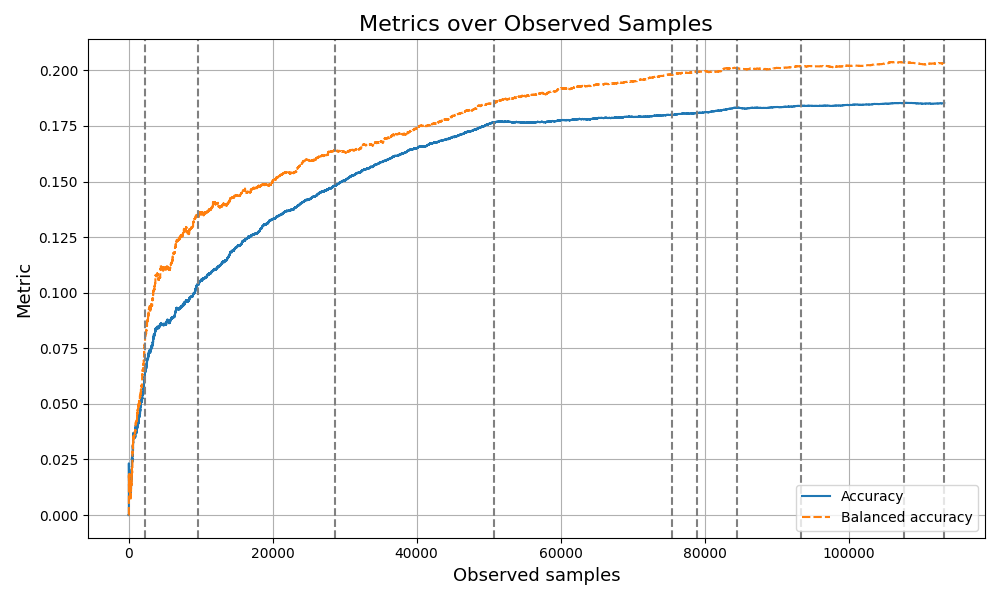 Metrics over Observed Samples
Metric
0.200
0.175
0.150
0.125
0.100
0.075
0.050
0.025
0.000
Accuracy
Balanced accuracy
0 20000 40000 60000 80000 100000
Observed samples